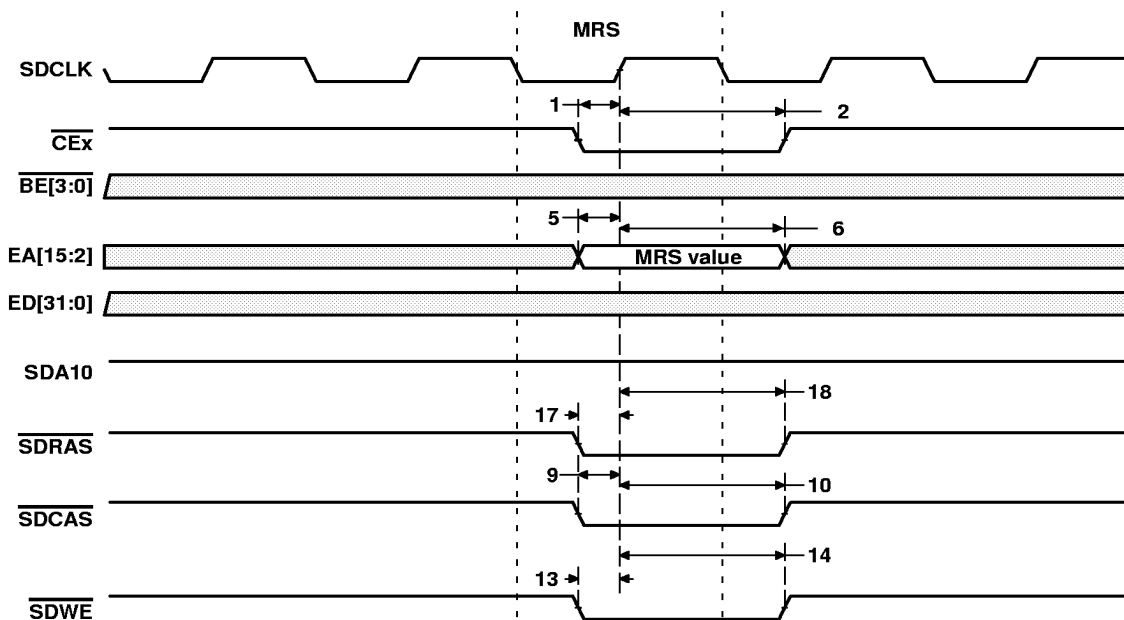 MRS
SDCLK
1
2
CEx
BE[3:0]
5
6
EA[15:2]
MRS value
ED[31:0]
SDA10
18
17
SDRAS
9
10
SDCAS
14
13
SDWE